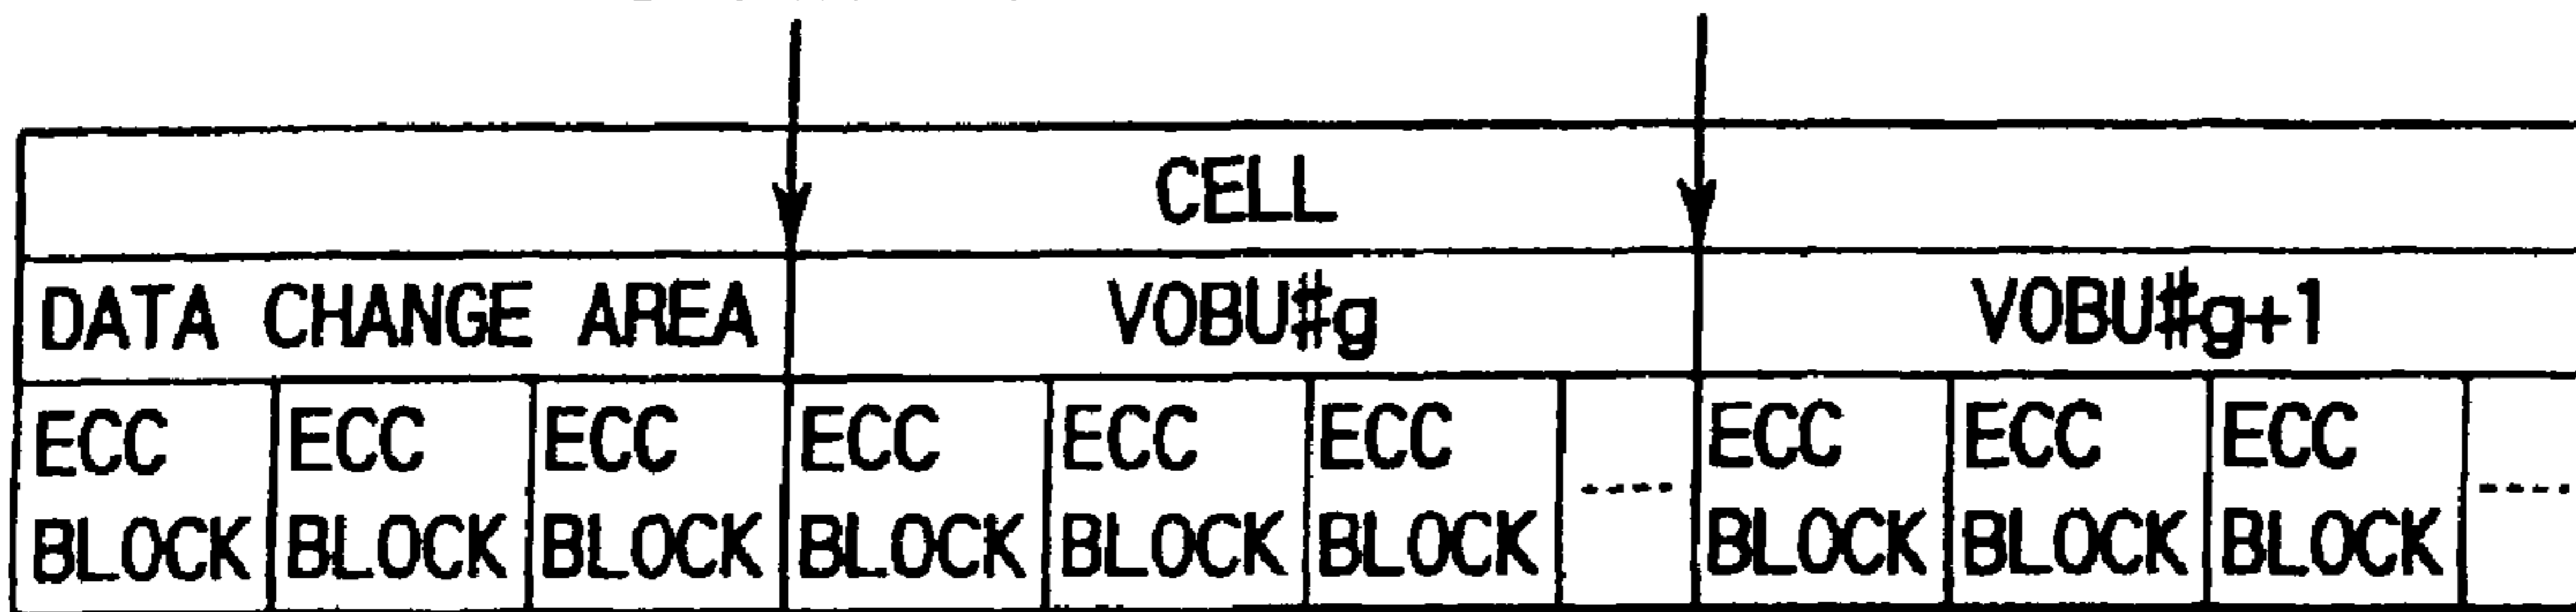 CELL
DATA CHANGE AREA VOBU#g VOBU#g+1
ECC ECC ECC ECC ECC ECC ---- ECC ECC ECC ----
BLOCK BLOCK BLOCK BLOCK BLOCK BLOCK BLOCK BLOCK BLOCK